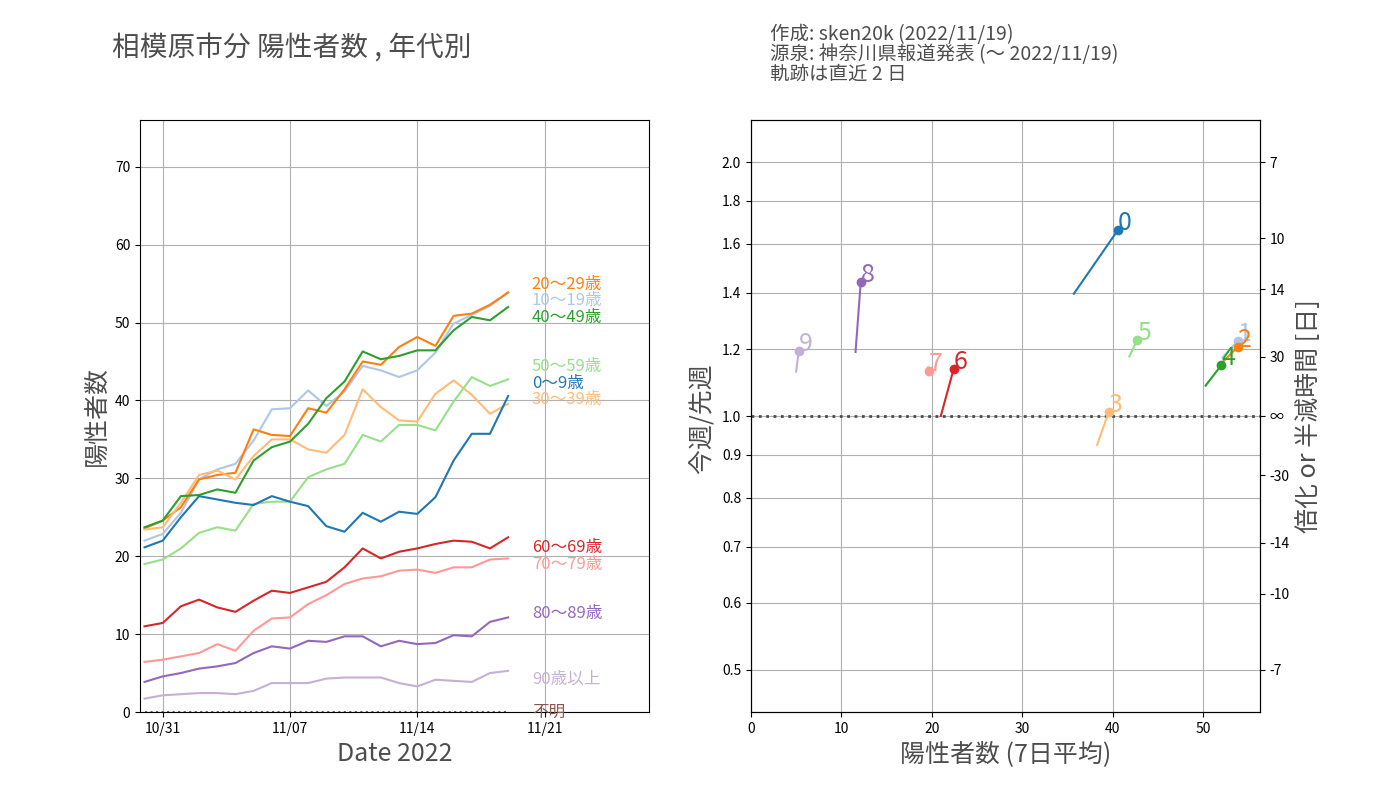 相模原市分 陽性者数 , 年代別
作成: sken20k (2022/11/19)
源泉: 神奈川県報道発表 (～ 2022/11/19)
軌跡は直近 2 日
陽性者数
70
60
50
40
30
20
10
0
20～29歳
10～19歳
40～49歳
50～59歳
0～9歳
30～39歳
60～69歳
70～79歳
80～89歳
90歳以上
不明
10/31
11/07
11/14
11/21
Date 2022
今週/先週
2.0
1.8
1.6
1.4
1.2
1.0
0.9
0.8
0.7
0.6
0.5
0
8
5
9
1
2
4
7
6
3
7
10
14
30
∞
-30
-14
-10
-7
倍化 or 半減時間 [日]
0
10
20
30
40
50
陽性者数 (7日平均)